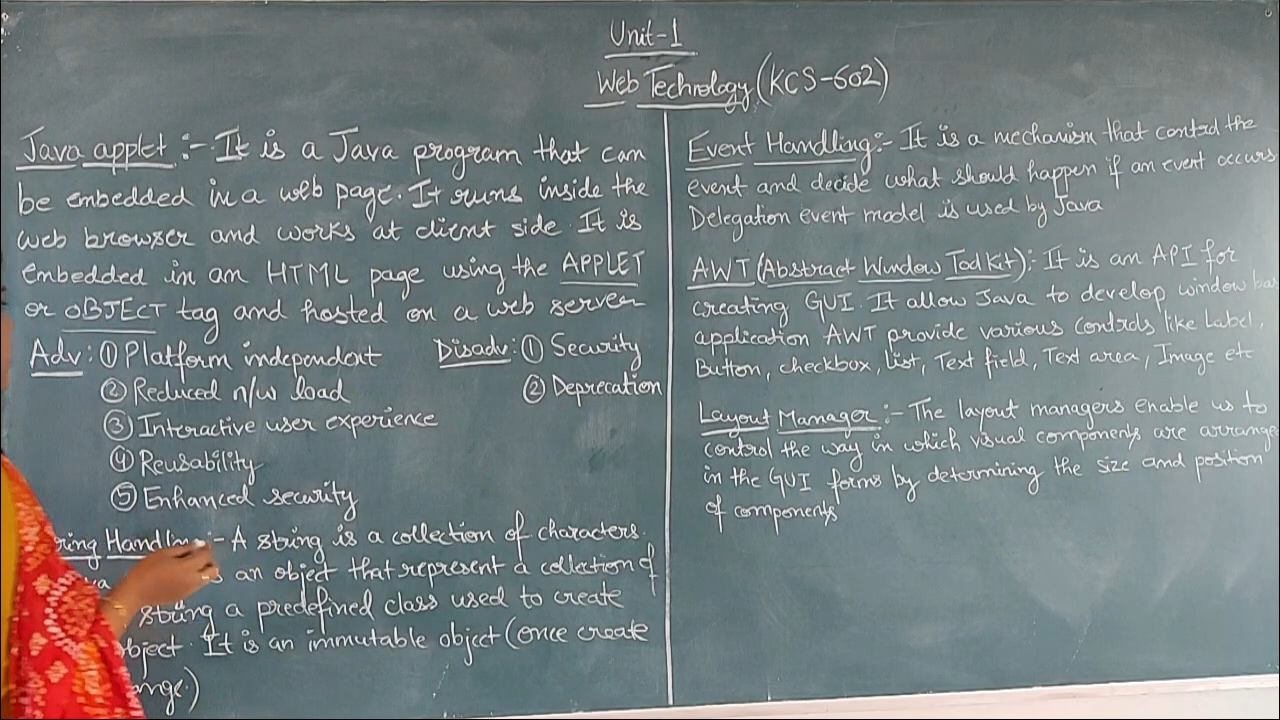 Unit-1
Web Technology (KCS-602)
Java applet :- It is a Java program that can
be embedded in a web page. It runs inside the
web browser and works at client side. It is
embedded in an HTML page using the APPLET
or OBJECT tag and hosted on a web server
Adv: ① Platform independent
② Reduced n/w load
③ Interactive user experience
④ Reusability
⑤ Enhanced security
Disadv: ① Security
② Deprecation
Handling:- A string is a collection of characters.
an object that represent a collection of
string a predefined class used to create
object. It is an immutable object (once create
Event Handling:- It is a mechanism that control the
event and decide what should happen if an event occurs
Delegation event model is used by Java
AWT (Abstract Window Tool Kit): It is an API for
creating GUI. It allow Java to develop window
application AWT provide various controls like Label,
Button, checkbox, list, Text field, Text area, Image etc
Layout Manager:- The layout managers enable us to
control the way in which visual components are arrange
in the GUI forms by determining the size and position
of components